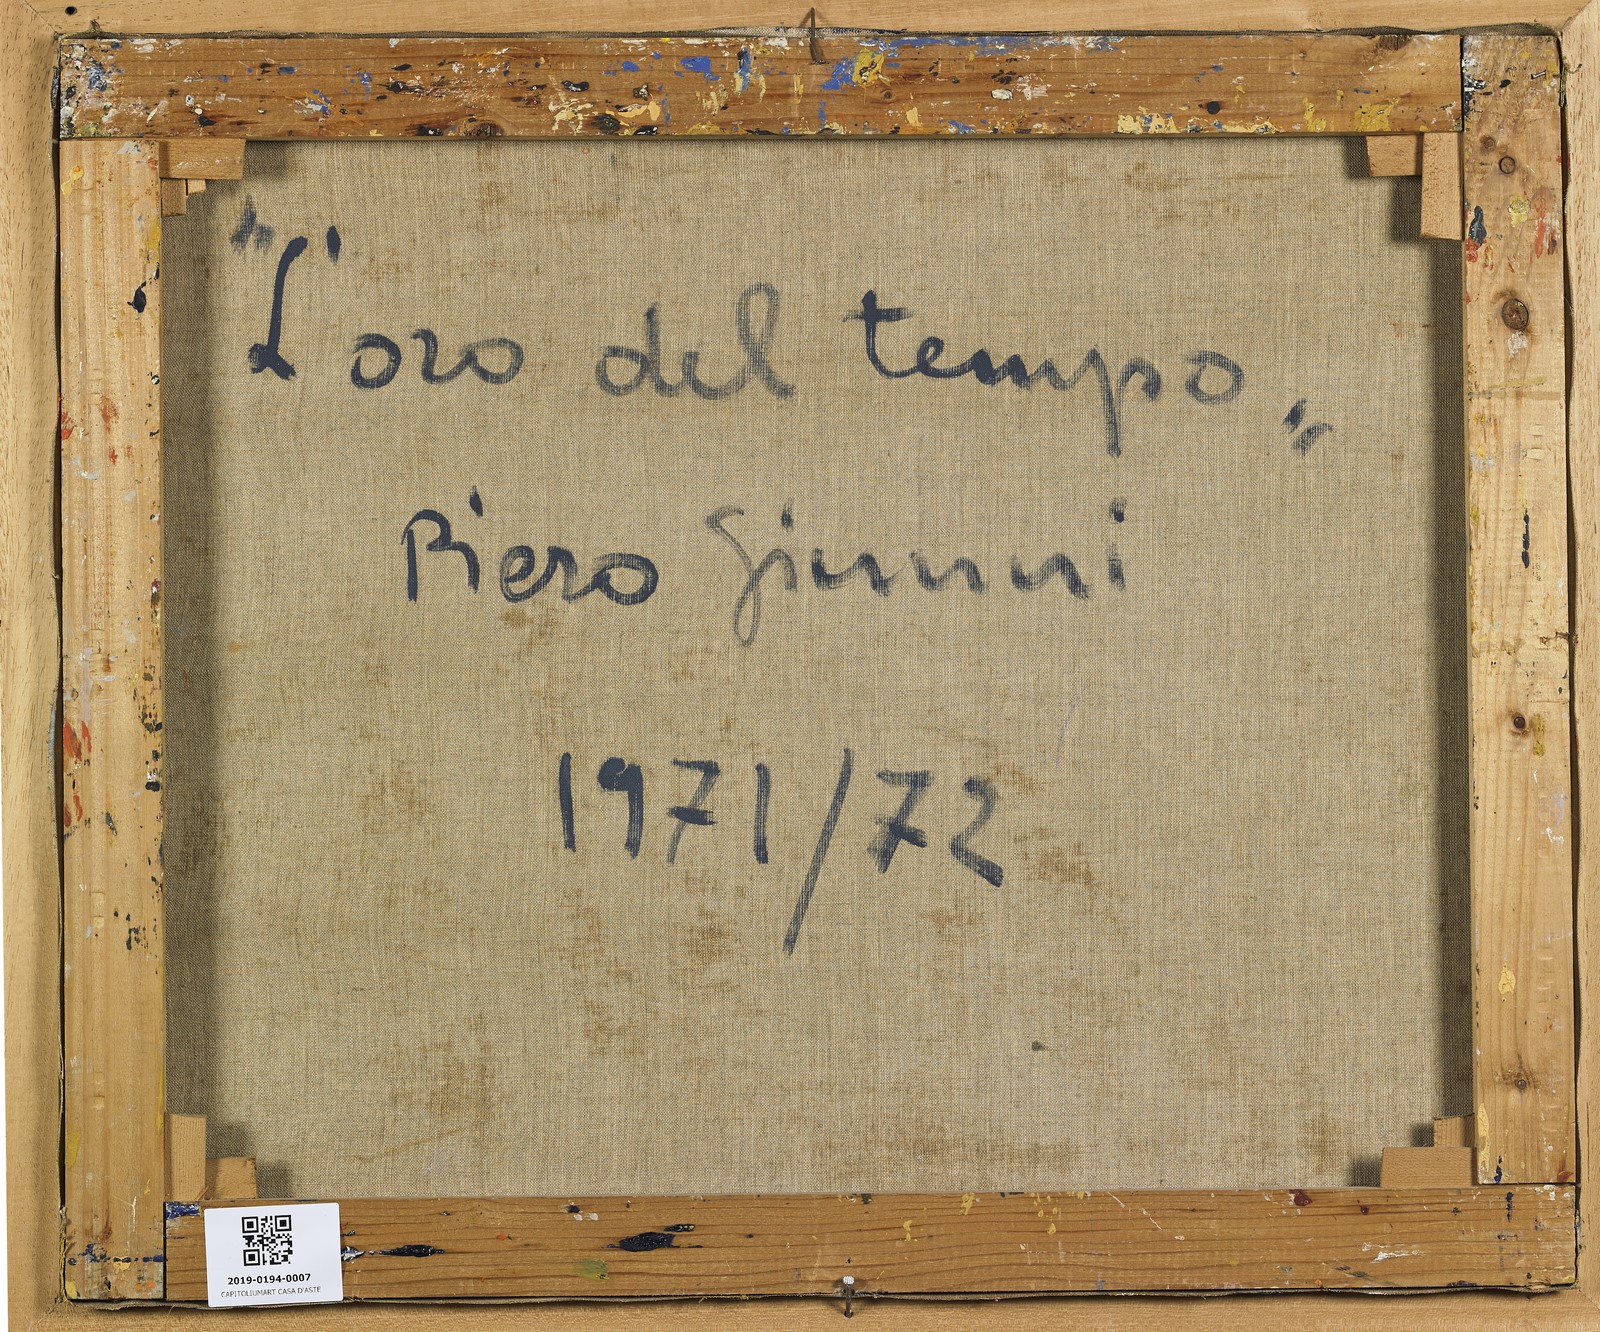 "L'oro del tempo"
Piero Giunni
1971/72
2019-0194-0007
CAPITOLIUMART CASA D'ASTE